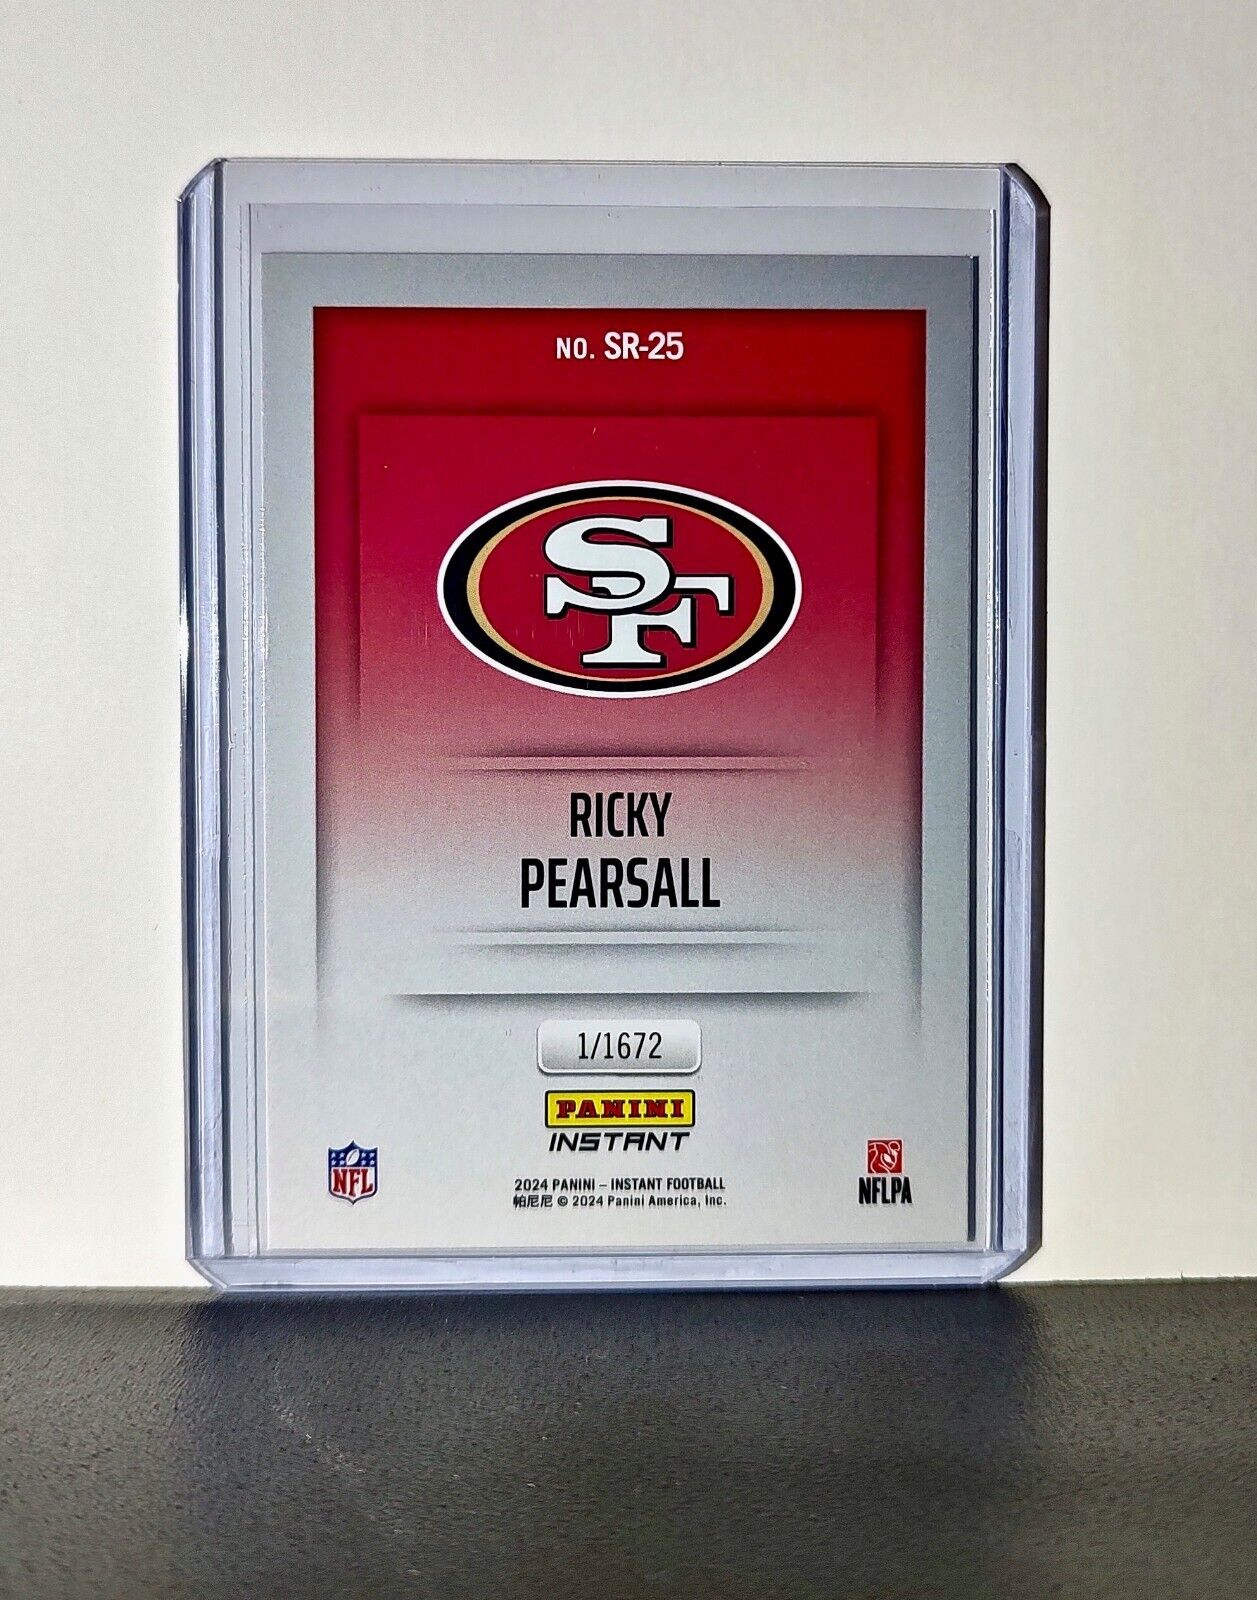 NO. SR-25
SF
RICKY
PEARSALL
1/1672
PANINI
INSTANT
NFL
NFLPA
2024 PANINI – INSTANT FOOTBALL
帕尼尼 © 2024 Panini America, Inc.